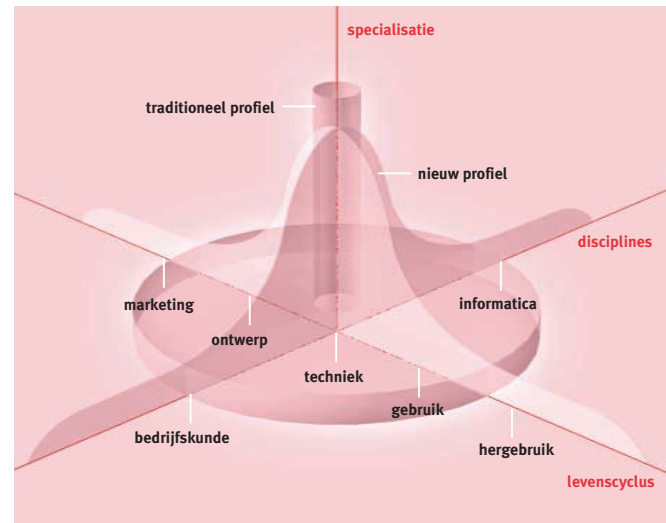 specialisatie
traditioneel profiel
nieuw profiel
disciplines
marketing
informatica
ontwerp
techniek
gebruik
bedrijfskunde
hergebruik
levenscyclus